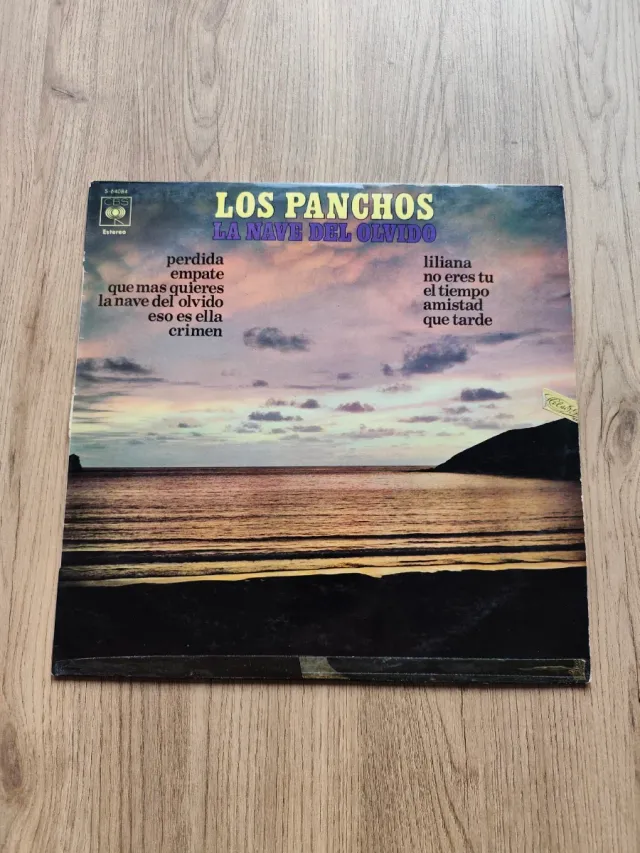 S-64084
CBS
Estereo
LOS PANCHOS
LA NAVE DEL OLVIDO
perdida
empate
que mas quieres
la nave del olvido
eso es ella
crimen
liliana
no eres tu
el tiempo
amistad
que tarde